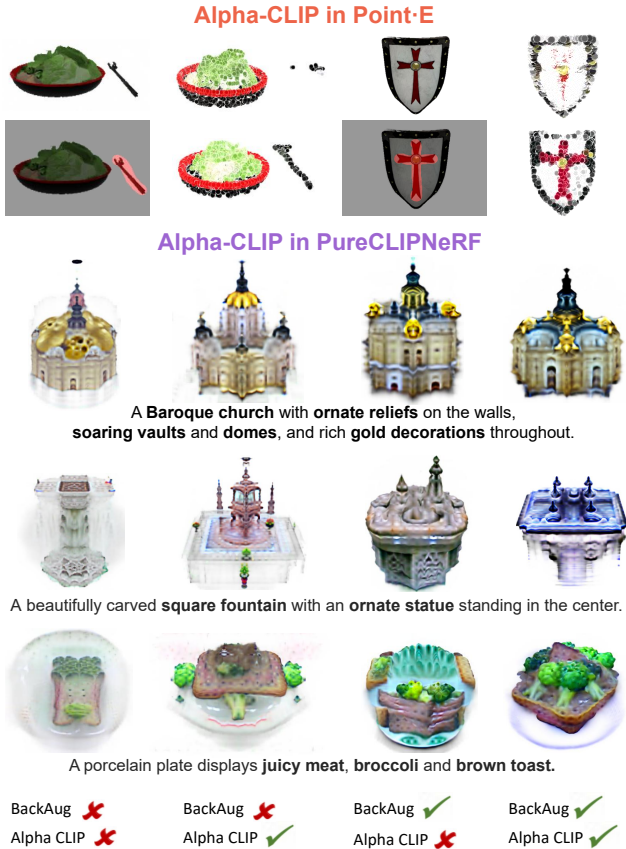 Alpha-CLIP in Point·E
Alpha-CLIP in PureCLIPNeRF
A Baroque church with ornate reliefs on the walls,
soaring vaults and domes, and rich gold decorations throughout.
A beautifully carved square fountain with an ornate statue standing in the center.
A porcelain plate displays juicy meat, broccoli and brown toast.
BackAug ✘ BackAug ✘ BackAug ✓ BackAug ✓
Alpha CLIP ✘ Alpha CLIP ✓ Alpha CLIP ✘ Alpha CLIP ✓